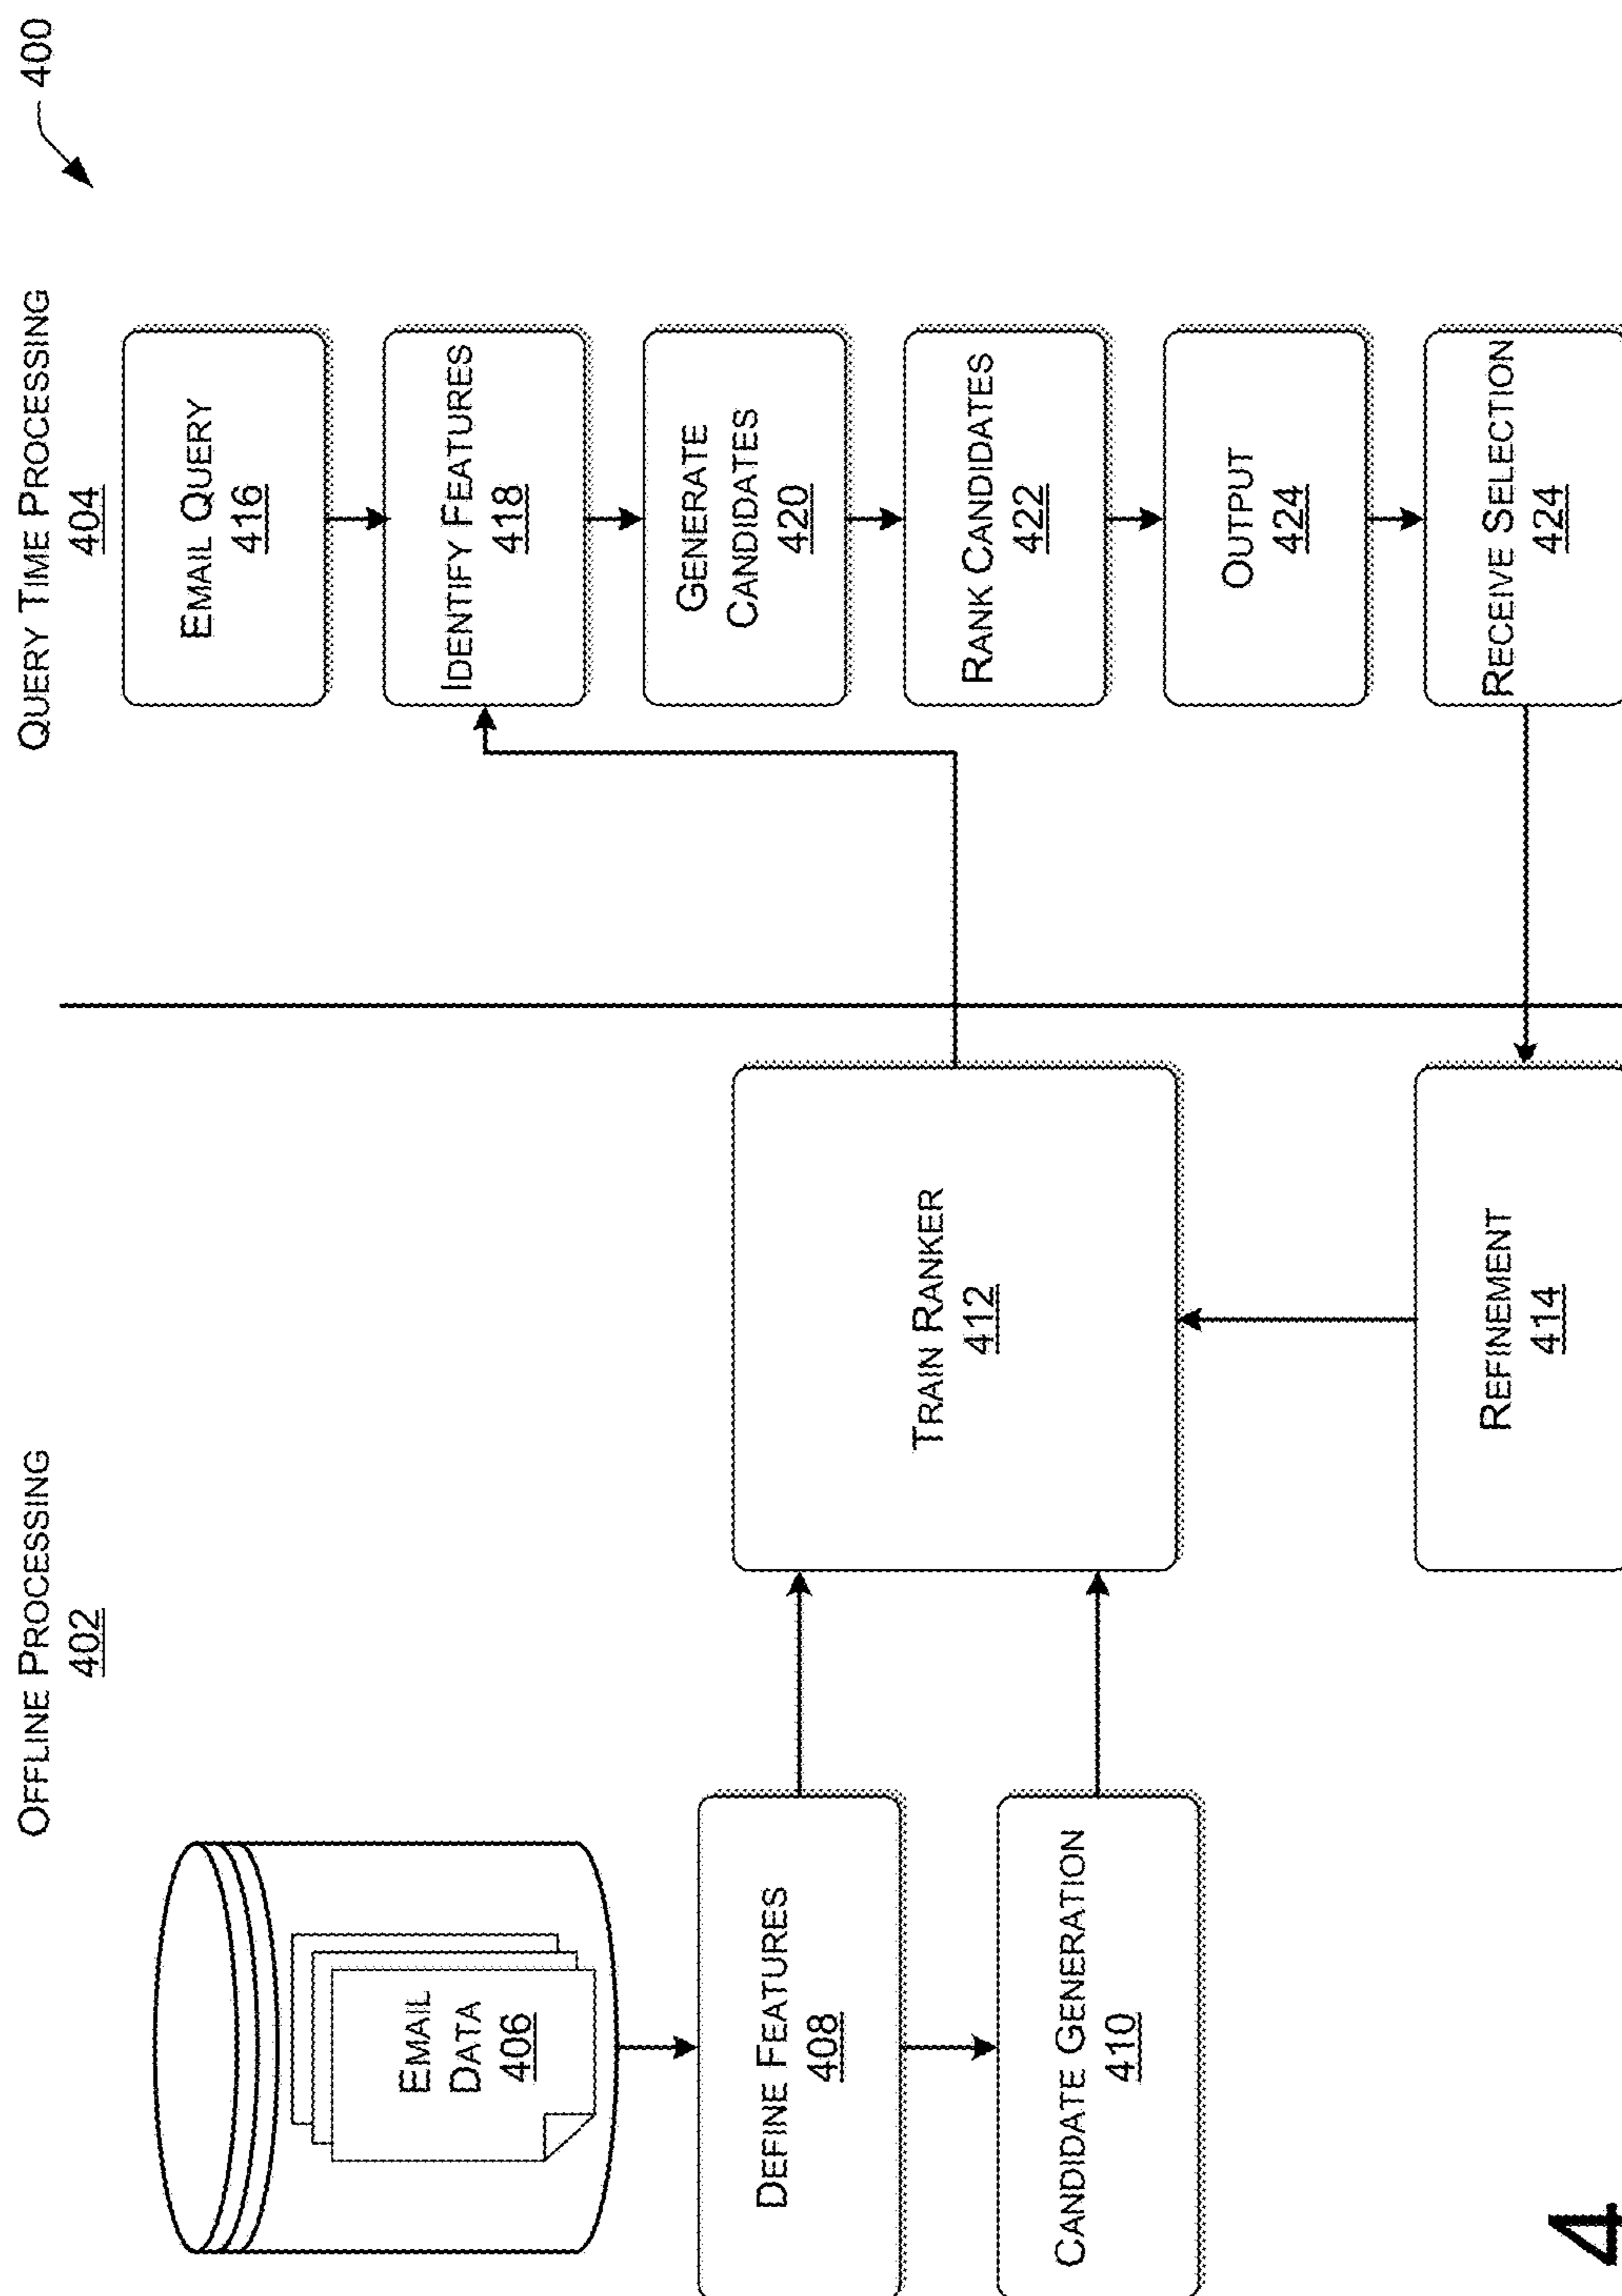 400
OFFLINE PROCESSING
402
QUERY TIME PROCESSING
404
EMAIL
DATA
406
DEFINE FEATURES
408
CANDIDATE GENERATION
410
TRAIN RANKER
412
REFINEMENT
414
EMAIL QUERY
416
IDENTIFY FEATURES
418
GENERATE
CANDIDATES
420
RANK CANDIDATES
422
OUTPUT
424
RECEIVE SELECTION
424
4